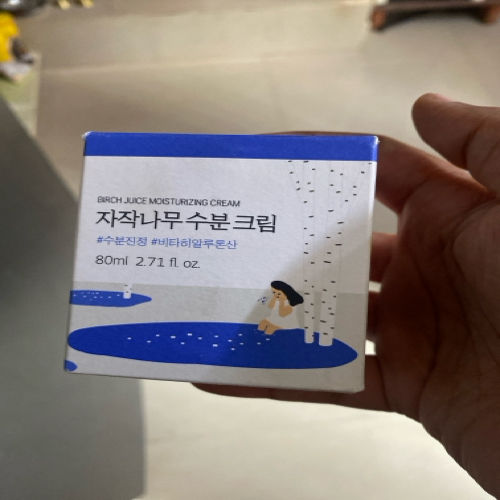 BIRCH JUICE MOISTURIZING CREAM
자작나무 수분 크림
#수분진정 #비타히알루론산
80ml 2.71 fl. oz.